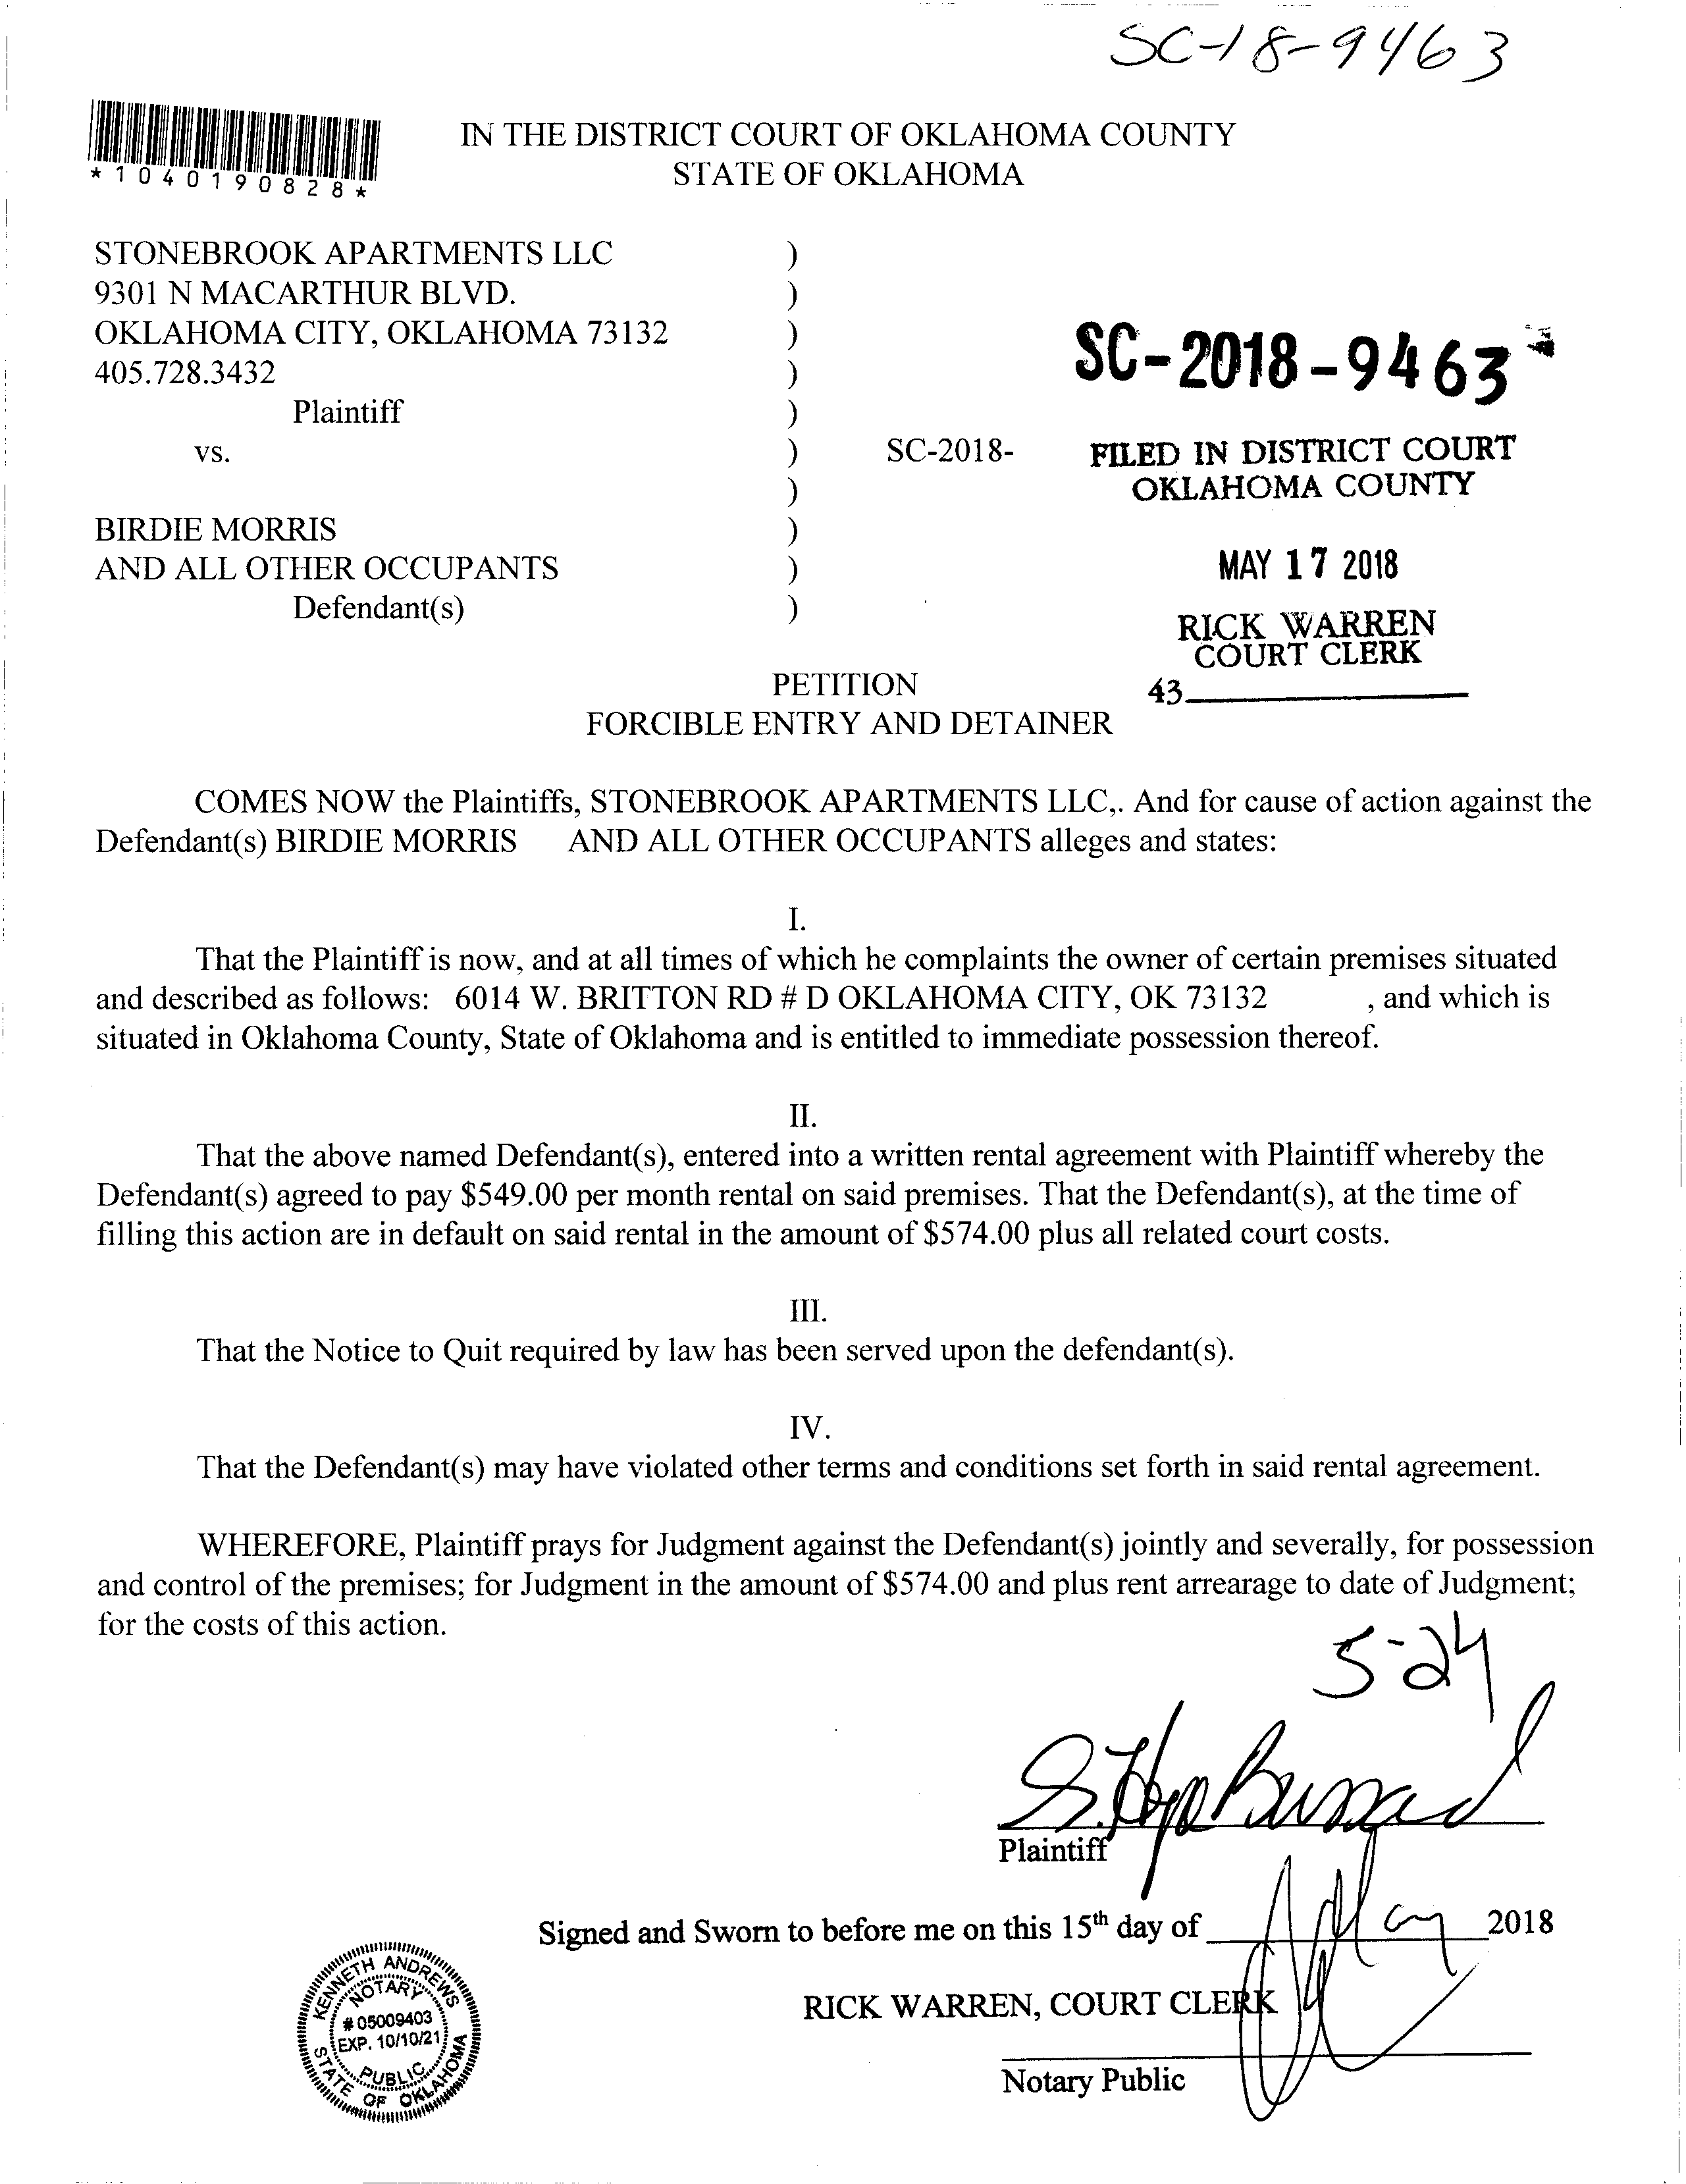 SC-18-9463
*1040190828*
IN THE DISTRICT COURT OF OKLAHOMA COUNTY
STATE OF OKLAHOMA
STONEBROOK APARTMENTS LLC )
9301 N MACARTHUR BLVD. )
OKLAHOMA CITY, OKLAHOMA 73132 )
405.728.3432 )
Plaintiff )
SC-2018-9463
vs. ) SC-2018-
)
FILED IN DISTRICT COURT
OKLAHOMA COUNTY
BIRDIE MORRIS )
AND ALL OTHER OCCUPANTS )
Defendant(s) )
MAY 17 2018
RICK WARREN
COURT CLERK
43
PETITION
FORCIBLE ENTRY AND DETAINER
COMES NOW the Plaintiffs, STONEBROOK APARTMENTS LLC,. And for cause of action against the
Defendant(s) BIRDIE MORRIS AND ALL OTHER OCCUPANTS alleges and states:
I.
That the Plaintiff is now, and at all times of which he complaints the owner of certain premises situated
and described as follows: 6014 W. BRITTON RD # D OKLAHOMA CITY, OK 73132 , and which is
situated in Oklahoma County, State of Oklahoma and is entitled to immediate possession thereof.
II.
That the above named Defendant(s), entered into a written rental agreement with Plaintiff whereby the
Defendant(s) agreed to pay $549.00 per month rental on said premises. That the Defendant(s), at the time of
filling this action are in default on said rental in the amount of $574.00 plus all related court costs.
III.
That the Notice to Quit required by law has been served upon the defendant(s).
IV.
That the Defendant(s) may have violated other terms and conditions set forth in said rental agreement.
WHEREFORE, Plaintiff prays for Judgment against the Defendant(s) jointly and severally, for possession
and control of the premises; for Judgment in the amount of $574.00 and plus rent arrearage to date of Judgment;
for the costs of this action.
5-24
Plaintiff
Signed and Sworn to before me on this 15th day of May 2018
RICK WARREN, COURT CLERK
Notary Public
KENNETH ANDREWS
NOTARY
# 05009403
EXP. 10/10/21
PUBLIC
STATE OF OKLAHOMA